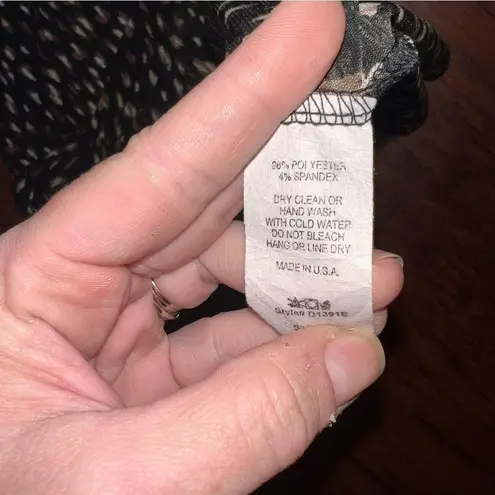 96% POLYESTER
4% SPANDEX
DRY CLEAN OR
HAND WASH
WITH COLD WATER
DO NOT BLEACH
HANG OR LINE DRY
MADE IN U.S.A.
Style# D1391E